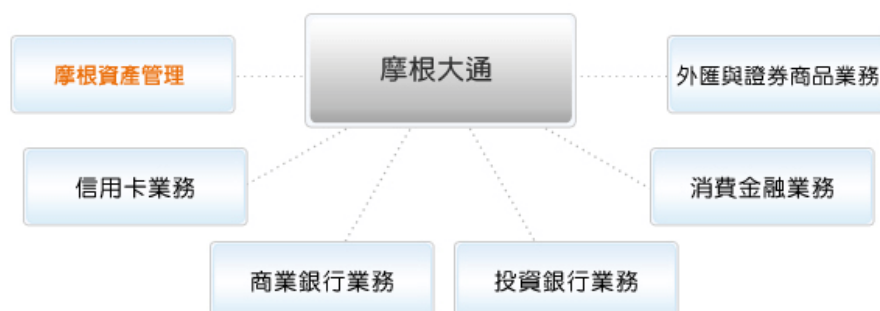 摩根大通
摩根資產管理
外匯與證券商品業務
信用卡業務
消費金融業務
商業銀行業務
投資銀行業務